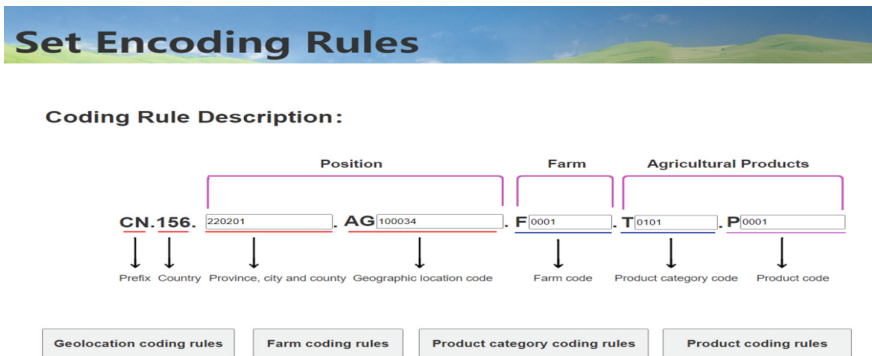 Set Encoding Rules
Coding Rule Description:
Position Farm Agricultural Products
CN.156. 220201 . AG 100034 . F 0001 . T 0101 . P 0001
Prefix Country Province, city and county Geographic location code Farm code Product category code Product code
Geolocation coding rules Farm coding rules Product category coding rules Product coding rules